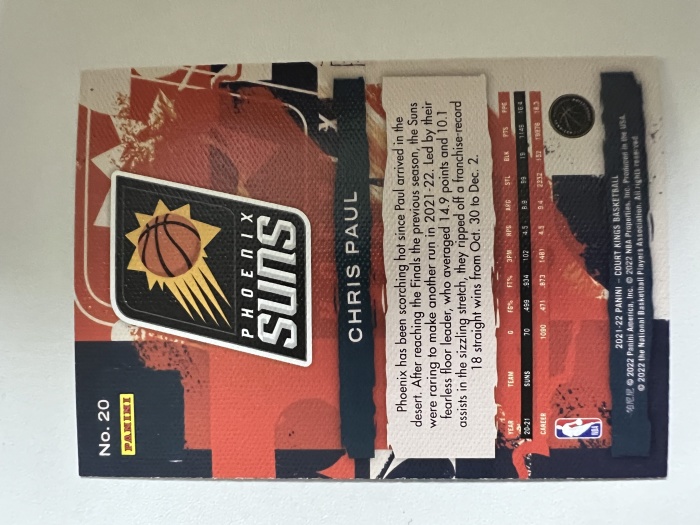 No. 20
PANINI
PHOENIX
SUNS
CHRIS PAUL
Phoenix has been scorching hot since Paul arrived in the
desert. After reaching the Finals the previous season, the Suns
were raring to make another run in 2021-22. Led by their
fearless floor leader, who averaged 14.9 points and 10.1
assists in the sizzling stretch, they ripped off a franchise-record
18 straight wins from Oct. 30 to Dec. 2.
YEAR TEAM G FG% FT% 3PM RPG APG STL BLK PTS PPG
20-21 SUNS 70 .499 .934 102 4.5 8.9 99 19 1146 16.4
CAREER 1090 .471 .873 1481 4.5 9.4 2332 152 19978 18.3
NBA
2021-22 PANINI - COURT KINGS BASKETBALL
帕尼尼 © 2022 Panini America, Inc. © 2022 NBA Properties, Inc. Produced in the USA.
© 2022 the National Basketball Players Association. All rights reserved.